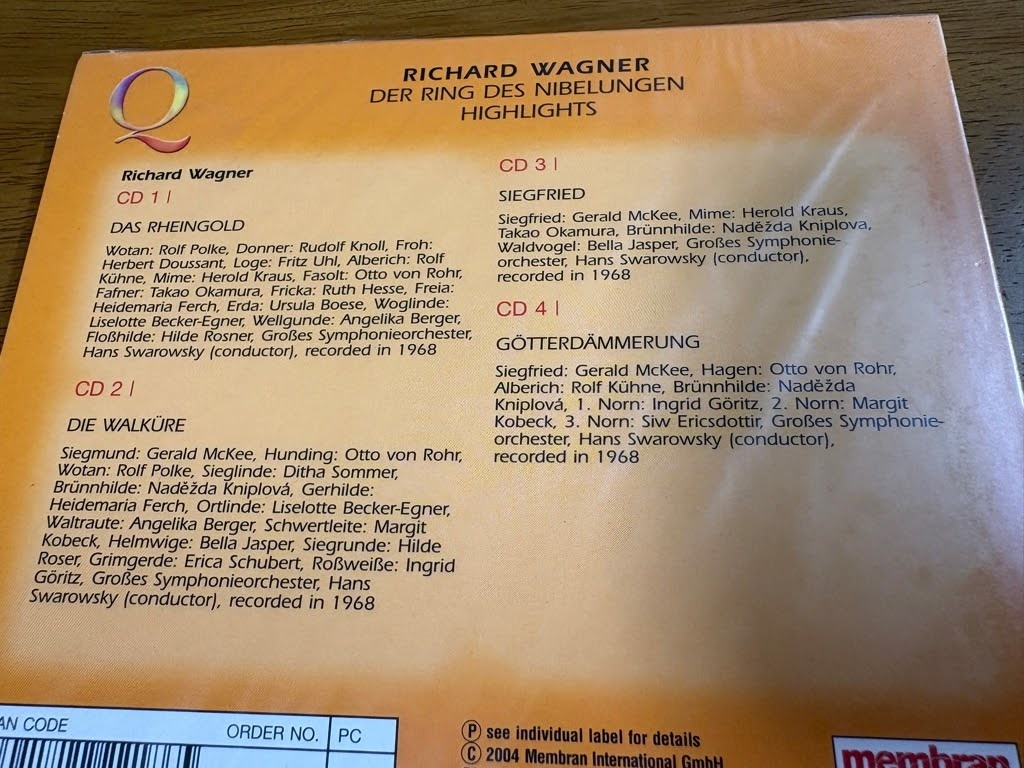 Q
RICHARD WAGNER
DER RING DES NIBELUNGEN
HIGHLIGHTS
Richard Wagner
CD 1 |
DAS RHEINGOLD
Wotan: Rolf Polke, Donner: Rudolf Knoll, Froh:
Herbert Doussant, Loge: Fritz Uhl, Alberich: Rolf
Kühne, Mime: Herold Kraus, Fasolt: Otto von Rohr,
Fafner: Takao Okamura, Fricka: Ruth Hesse, Freia:
Heidemaria Ferch, Erda: Ursula Boese, Woglinde:
Liselotte Becker-Egner, Wellgunde: Angelika Berger,
Floßhilde: Hilde Rosner, Großes Symphonieorchester,
Hans Swarowsky (conductor), recorded in 1968
CD 2 |
DIE WALKÜRE
Siegmund: Gerald McKee, Hunding: Otto von Rohr,
Wotan: Rolf Polke, Sieglinde: Ditha Sommer,
Brünnhilde: Naděžda Kniplová, Gerhilde:
Heidemaria Ferch, Ortlinde: Liselotte Becker-Egner,
Waltraute: Angelika Berger, Schwertleite: Margit
Kobeck, Helmwige: Bella Jasper, Siegrunde: Hilde
Roser, Grimgerde: Erica Schubert, Roßweiße: Ingrid
Göritz, Großes Symphonieorchester, Hans
Swarowsky (conductor), recorded in 1968
CD 3 |
SIEGFRIED
Siegfried: Gerald McKee, Mime: Herold Kraus,
Takao Okamura, Brünnhilde: Naděžda Kniplova,
Waldvogel: Bella Jasper, Großes Symphonie-
orchester, Hans Swarowsky (conductor),
recorded in 1968
CD 4 |
GÖTTERDÄMMERUNG
Siegfried: Gerald McKee, Hagen: Otto von Rohr,
Alberich: Rolf Kühne, Brünnhilde: Naděžda
Kniplová, 1. Norn: Ingrid Göritz, 2. Norn: Margit
Kobeck, 3. Norn: Siw Ericsdottir, Großes Symphonie-
orchester, Hans Swarowsky (conductor),
recorded in 1968
AN CODE
ORDER NO.
PC
Ⓟ see individual label for details
© 2004 Membran International GmbH
membran